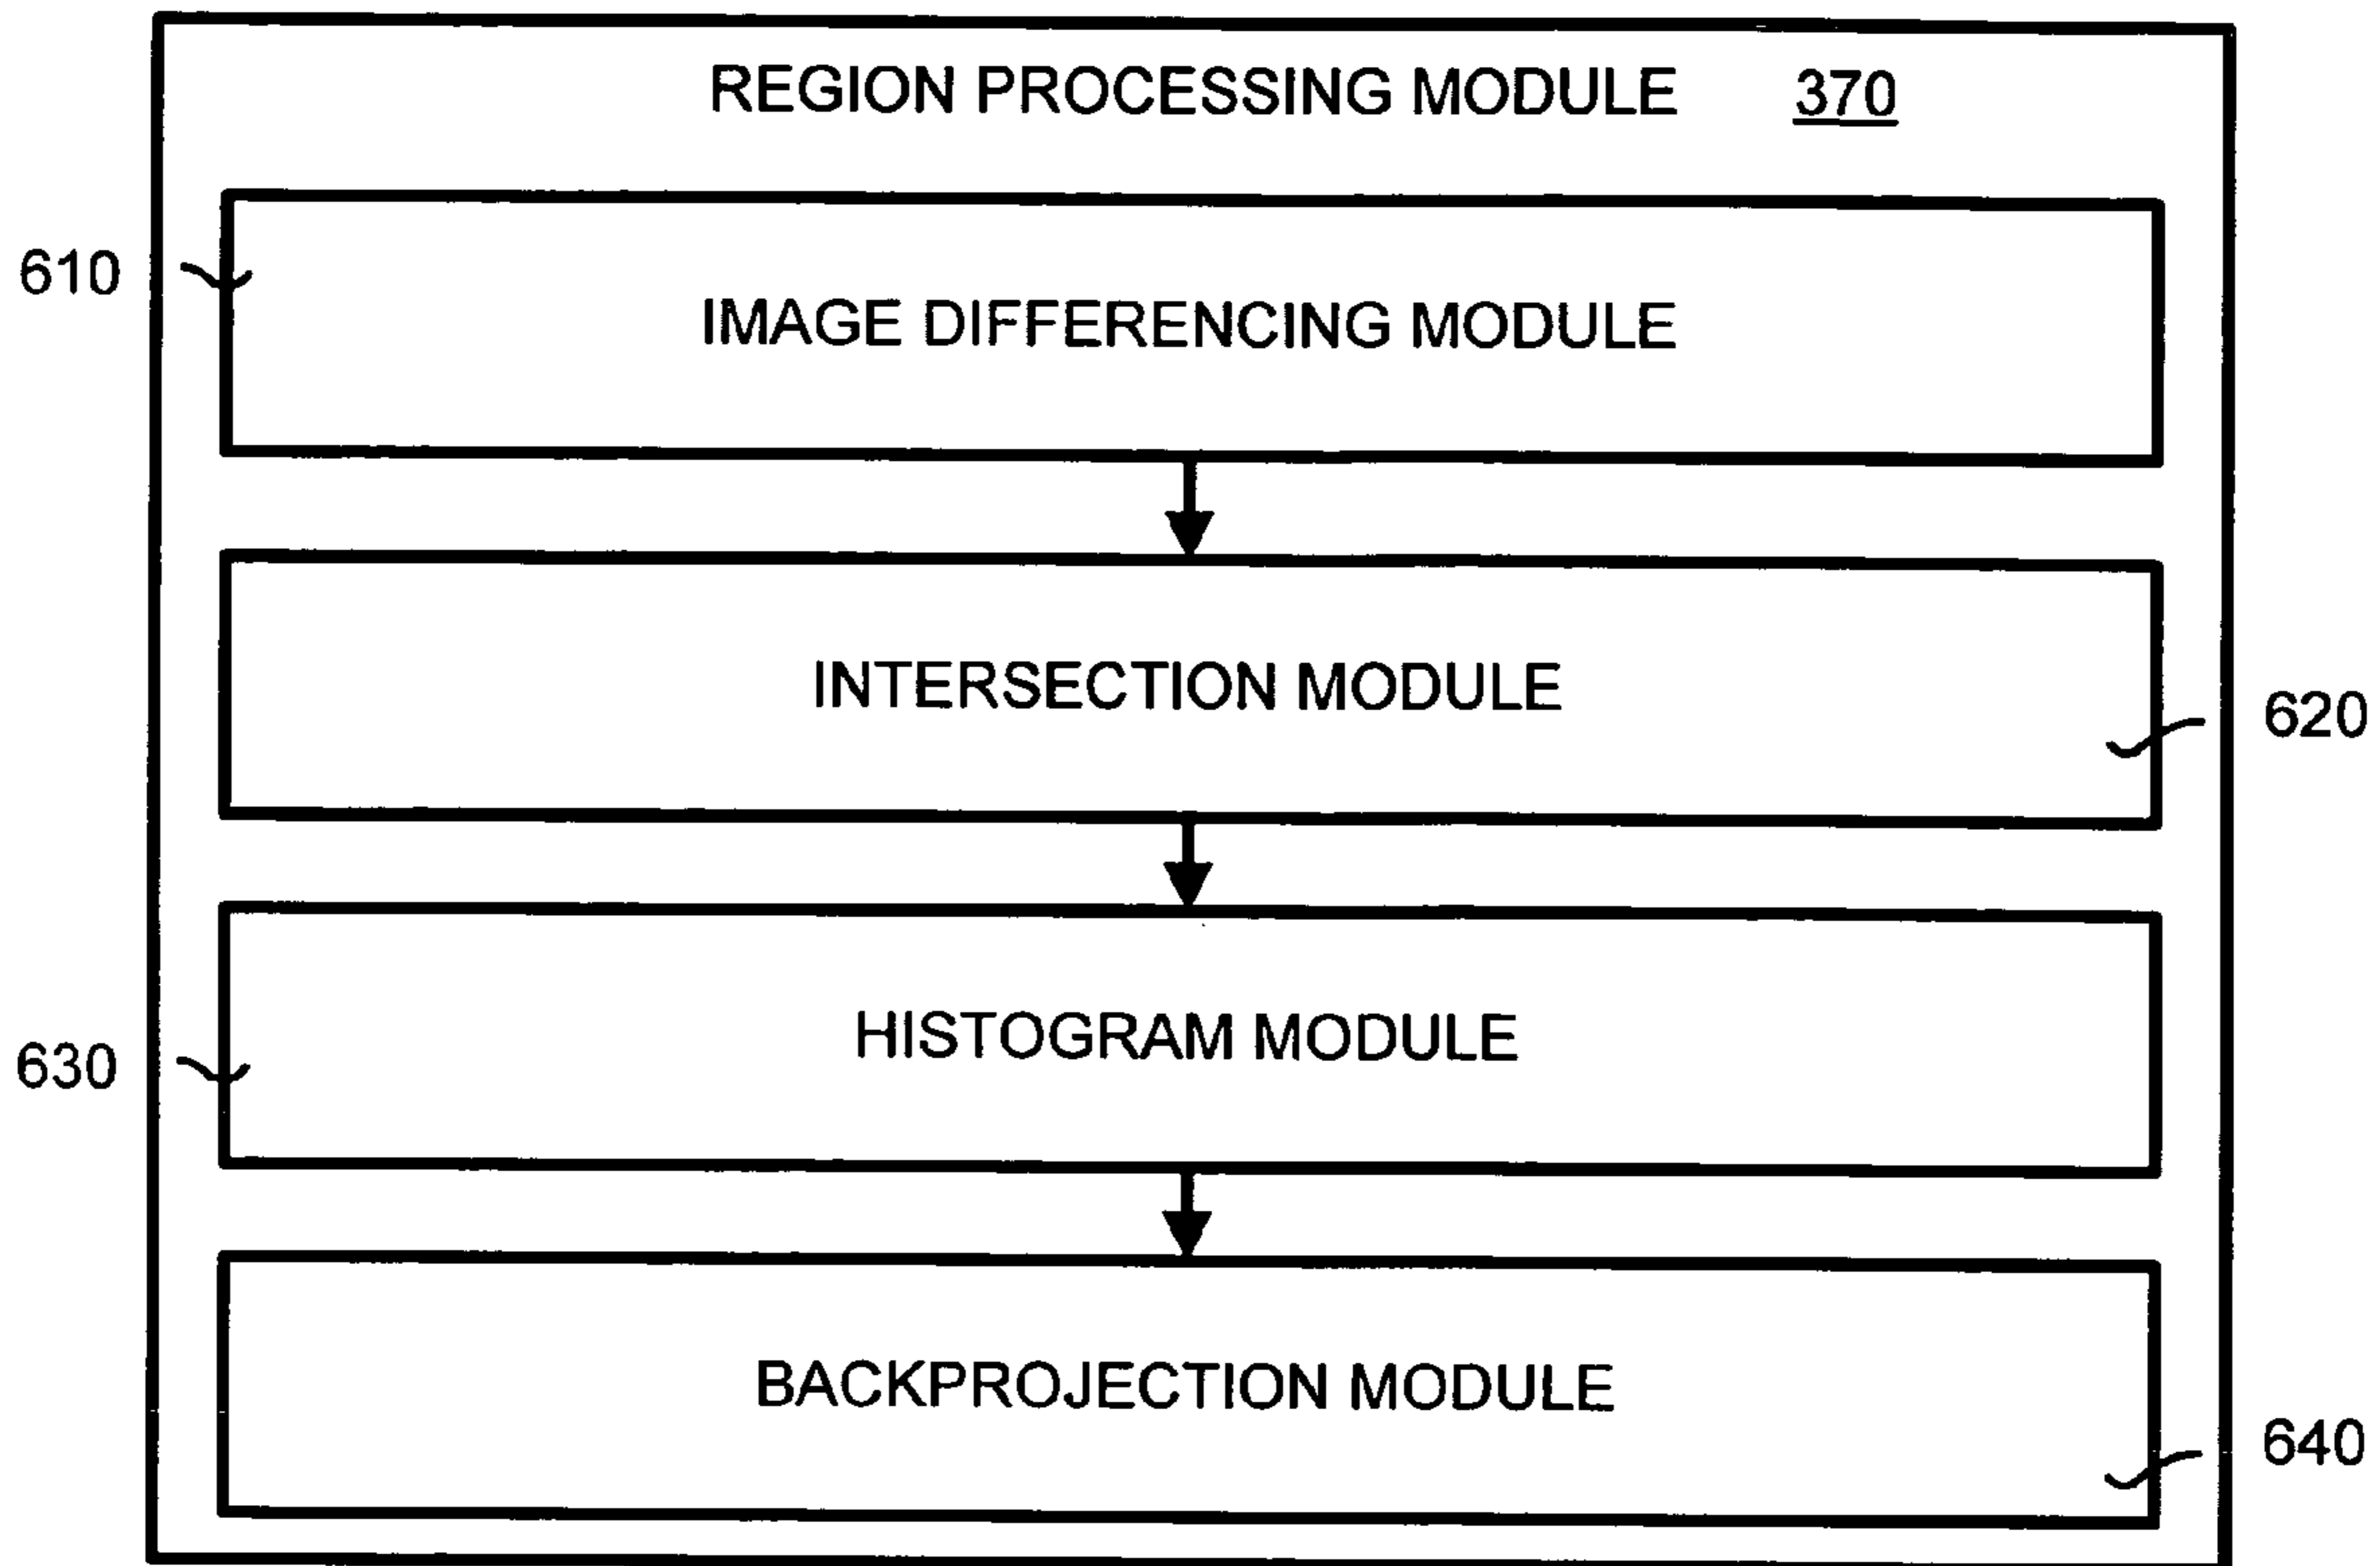 REGION PROCESSING MODULE 370
610
IMAGE DIFFERENCING MODULE
INTERSECTION MODULE
620
HISTOGRAM MODULE
630
BACKPROJECTION MODULE
640